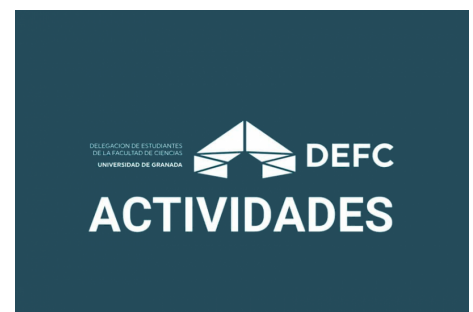 DELEGACION DE ESTUDIANTES
DE LA FACULTAD DE CIENCIAS
UNIVERSIDAD DE GRANADA
DEFC
ACTIVIDADES